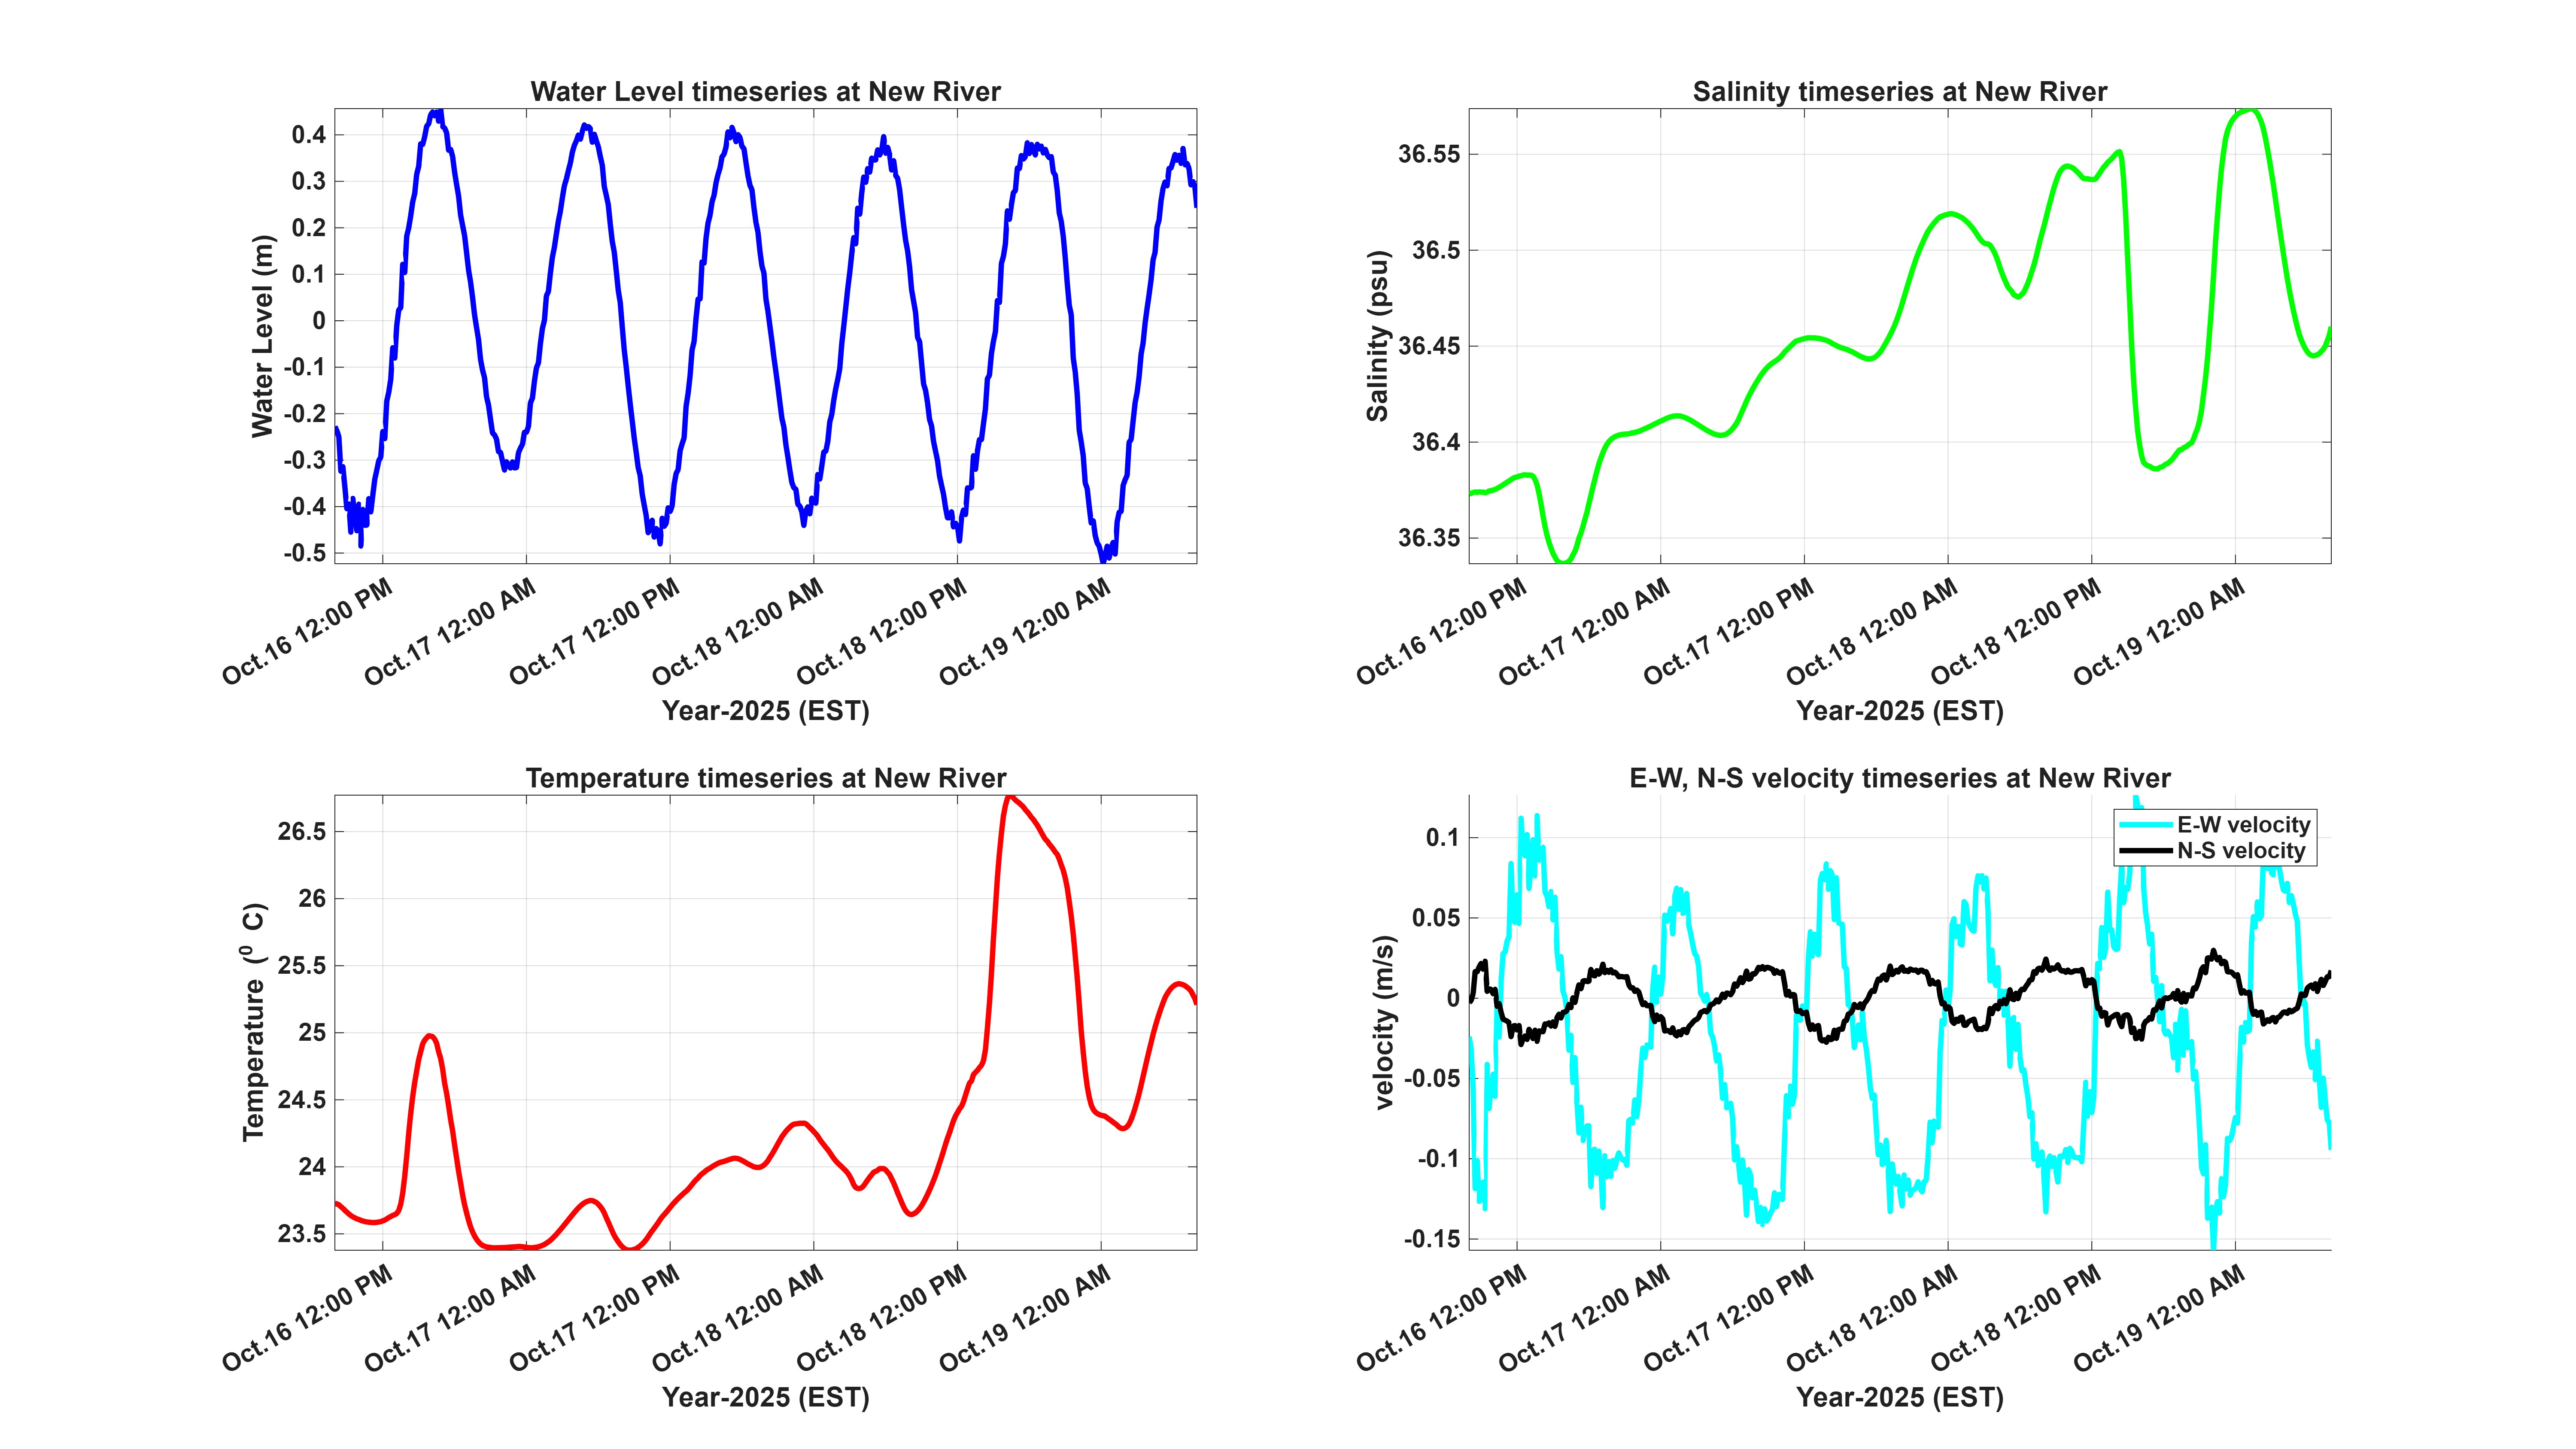 Water Level timeseries at New River
Water Level (m)
0.4
0.3
0.2
0.1
0
-0.1
-0.2
-0.3
-0.4
-0.5
Oct.16 12:00 PM
Oct.17 12:00 AM
Oct.17 12:00 PM
Oct.18 12:00 AM
Oct.18 12:00 PM
Oct.19 12:00 AM
Year-2025 (EST)
Salinity timeseries at New River
Salinity (psu)
36.55
36.5
36.45
36.4
36.35
Oct.16 12:00 PM
Oct.17 12:00 AM
Oct.17 12:00 PM
Oct.18 12:00 AM
Oct.18 12:00 PM
Oct.19 12:00 AM
Year-2025 (EST)
Temperature timeseries at New River
Temperature (⁰ C)
26.5
26
25.5
25
24.5
24
23.5
Oct.16 12:00 PM
Oct.17 12:00 AM
Oct.17 12:00 PM
Oct.18 12:00 AM
Oct.18 12:00 PM
Oct.19 12:00 AM
Year-2025 (EST)
E-W, N-S velocity timeseries at New River
velocity (m/s)
0.1
0.05
0
-0.05
-0.1
-0.15
E-W velocity
N-S velocity
Oct.16 12:00 PM
Oct.17 12:00 AM
Oct.17 12:00 PM
Oct.18 12:00 AM
Oct.18 12:00 PM
Oct.19 12:00 AM
Year-2025 (EST)